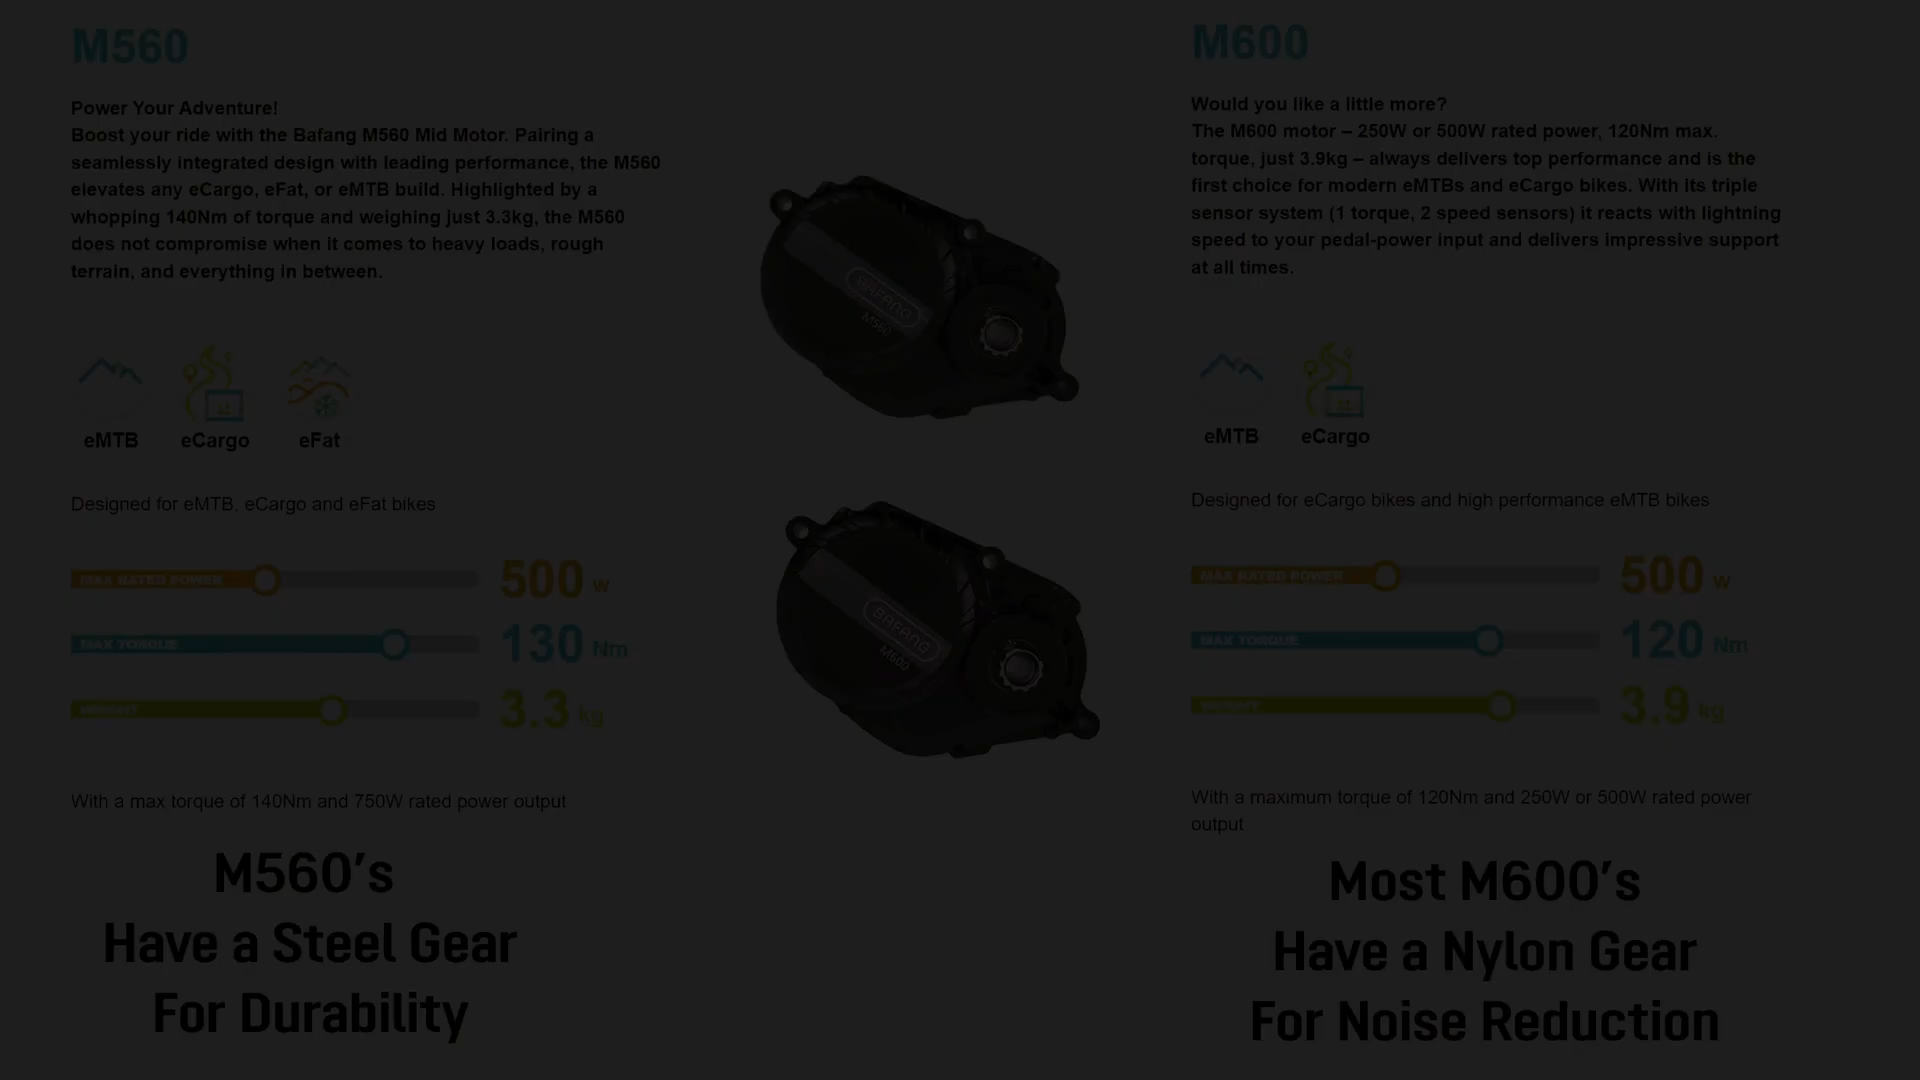 M560
Power Your Adventure!
Boost your ride with the Bafang M560 Mid Motor. Pairing a
seamlessly integrated design with leading performance, the M560
elevates any eCargo, eFat, or eMTB build. Highlighted by a
whopping 140Nm of torque and weighing just 3.3kg, the M560
does not compromise when it comes to heavy loads, rough
terrain, and everything in between.
eMTB eCargo eFat
Designed for eMTB, eCargo and eFat bikes
MAX RATED POWER 500 W
MAX TORQUE 130 Nm
WEIGHT 3.3 kg
With a max torque of 140Nm and 750W rated power output
M560's
Have a Steel Gear
For Durability
BAFANG
M560
BAFANG
M600
M600
Would you like a little more?
The M600 motor – 250W or 500W rated power, 120Nm max.
torque, just 3.9kg – always delivers top performance and is the
first choice for modern eMTBs and eCargo bikes. With its triple
sensor system (1 torque, 2 speed sensors) it reacts with lightning
speed to your pedal-power input and delivers impressive support
at all times.
eMTB eCargo
Designed for eCargo bikes and high performance eMTB bikes
MAX RATED POWER 500 W
MAX TORQUE 120 Nm
WEIGHT 3.9 kg
With a maximum torque of 120Nm and 250W or 500W rated power
output
Most M600's
Have a Nylon Gear
For Noise Reduction